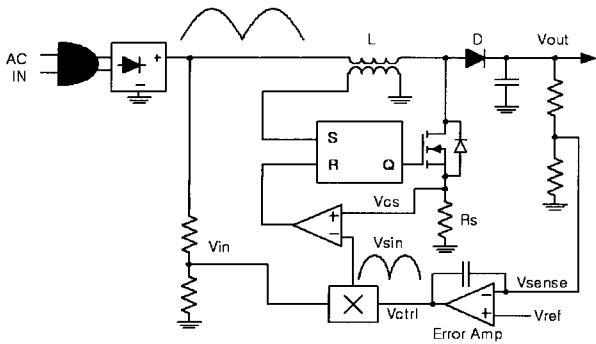 AC
IN
+
−
L
D
Vout
S
R
Q
Vcs
Rs
+
−
Vin
Vsin
×
Vctrl
Vsense
−
+
Vref
Error Amp